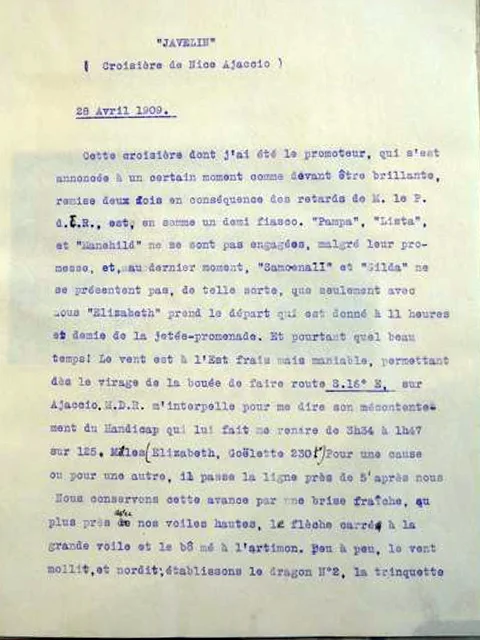 "JAVELIN"
( Croisière de Nice Ajaccio )
28 Avril 1909.
Cette croisière dont j'ai été le promoteur, qui s'est
annoncée à un certain moment comme devant être brillante,
remise deux fois en conséquence des retards de M. le P.
d.E.R., est, en somme un demi fiasco. "Pampa", "Lista",
et "Manehild" ne se sont pas engagées, malgré leur pro-
messe, et, au dernier moment, "Samoenall" et "Gilda" ne
se présentent pas, de telle sorte, que seulement avec
nous "Elizabeth" prend le départ qui est donné à 11 heures
et demie de la jetée-promenade. Et pourtant quel beau
temps! Le vent est à l'Est frais mais maniable, permettant
dès le virage de la bouée de faire route S.16° E, sur
Ajaccio. M.D.R. m'interpelle pour me dire son mécontente-
ment du Handicap qui lui fait me rendre de 3h34 à 1h47
sur 125. Miles (Elizabeth, Goëlette 230t) Pour une cause
ou pour une autre, il passe la ligne près de 5' après nous
Nous conservons cette avance par une brise fraîche, au
plus près avec nos voiles hautes, le flèche carré à la
grande voile et le bômé à l'artimon. Peu à peu, le vent
mollit, et nordit; établissons le dragon N°2, la trinquette